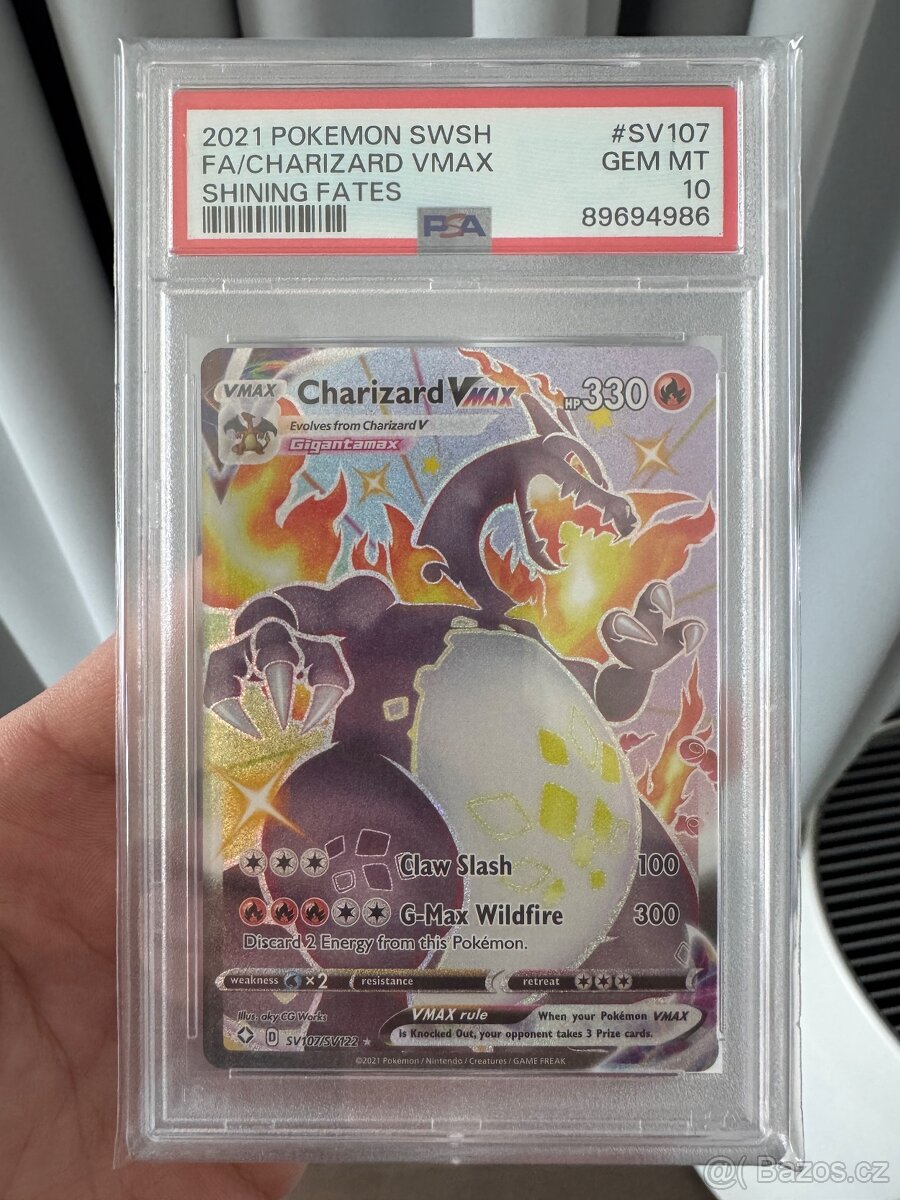 2021 POKEMON SWSH #SV107
FA/CHARIZARD VMAX GEM MT
SHINING FATES 10
PSA 89694986
VMAX Charizard VMAX HP 330
Evolves from Charizard V
Gigantamax
Claw Slash 100
G-Max Wildfire 300
Discard 2 Energy from this Pokémon.
weakness ×2 resistance retreat
Illus. aky CG Works
VMAX rule When your Pokémon VMAX
is Knocked Out, your opponent takes 3 Prize cards.
D SV107/SV122
©2021 Pokémon / Nintendo / Creatures / GAME FREAK
@( Bazos.cz